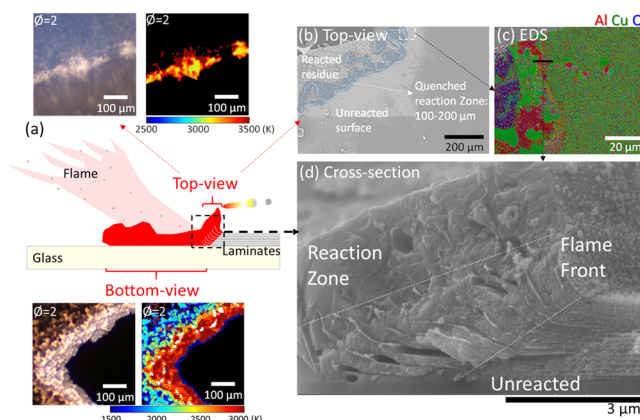 Ø=2
Ø=2
100 µm
100 µm
2500
3000
3500 (K)
(a)
Flame
Top-view
Glass
Laminates
Bottom-view
Ø=2
Ø=2
100 µm
100 µm
1500
2000
2500
3000 (K)
(b) Top-view
Reacted
residue
Quenched
reaction Zone:
100-200 µm
Unreacted
surface
200 µm
(c) EDS
Al Cu O
20 µm
(d) Cross-section
Reaction
Zone
Flame
Front
Unreacted
3 µm